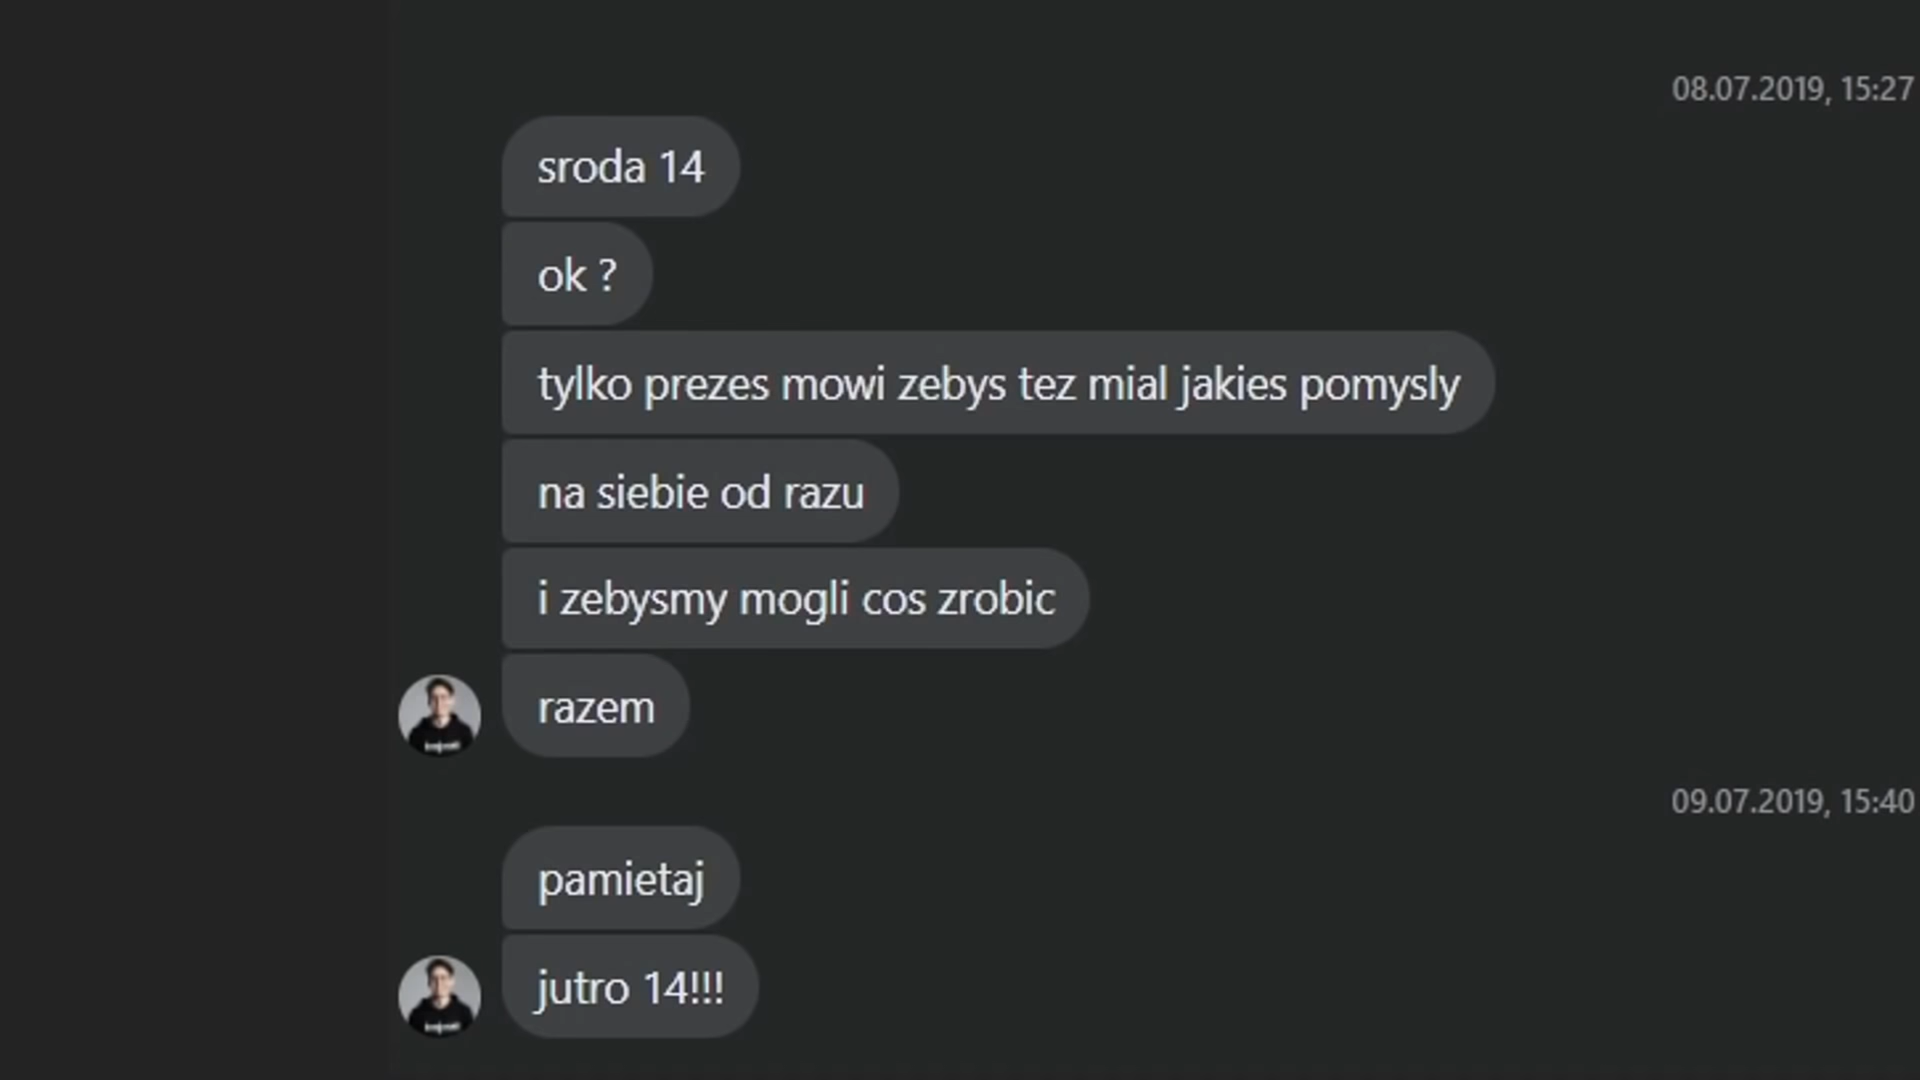 08.07.2019, 15:27
sroda 14
ok ?
tylko prezes mowi zebys tez mial jakies pomysly
na siebie od razu
i zebysmy mogli cos zrobic
razem
09.07.2019, 15:40
pamietaj
jutro 14!!!